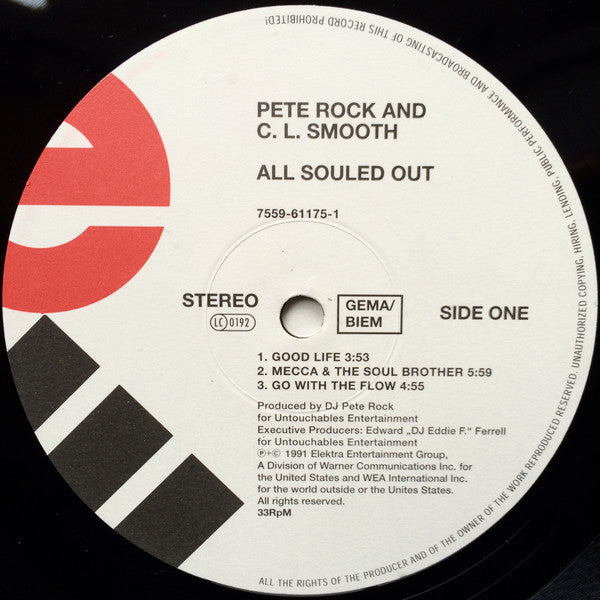 PETE ROCK AND
C. L. SMOOTH
ALL SOULED OUT
7559-61175-1
STEREO
LC 0192
GEMA/
BIEM
SIDE ONE
1. GOOD LIFE 3:53
2. MECCA & THE SOUL BROTHER 5:59
3. GO WITH THE FLOW 4:55
Produced by DJ Pete Rock
for Untouchables Entertainment
Executive Producers: Edward „DJ Eddie F.“ Ferrell
for Untouchables Entertainment
℗+© 1991 Elektra Entertainment Group,
A Division of Warner Communications Inc. for
the United States and WEA International Inc.
for the world outside or the Unites States.
All rights reserved.
33RpM
ALL THE RIGHTS OF THE PRODUCER AND OF THE OWNER OF THE WORK REPRODUCED RESERVED. UNAUTHORIZED COPYING, HIRING, LENDING, PUBLIC PERFORMANCE AND BROADCASTING OF THIS RECORD PROHIBITED!
e